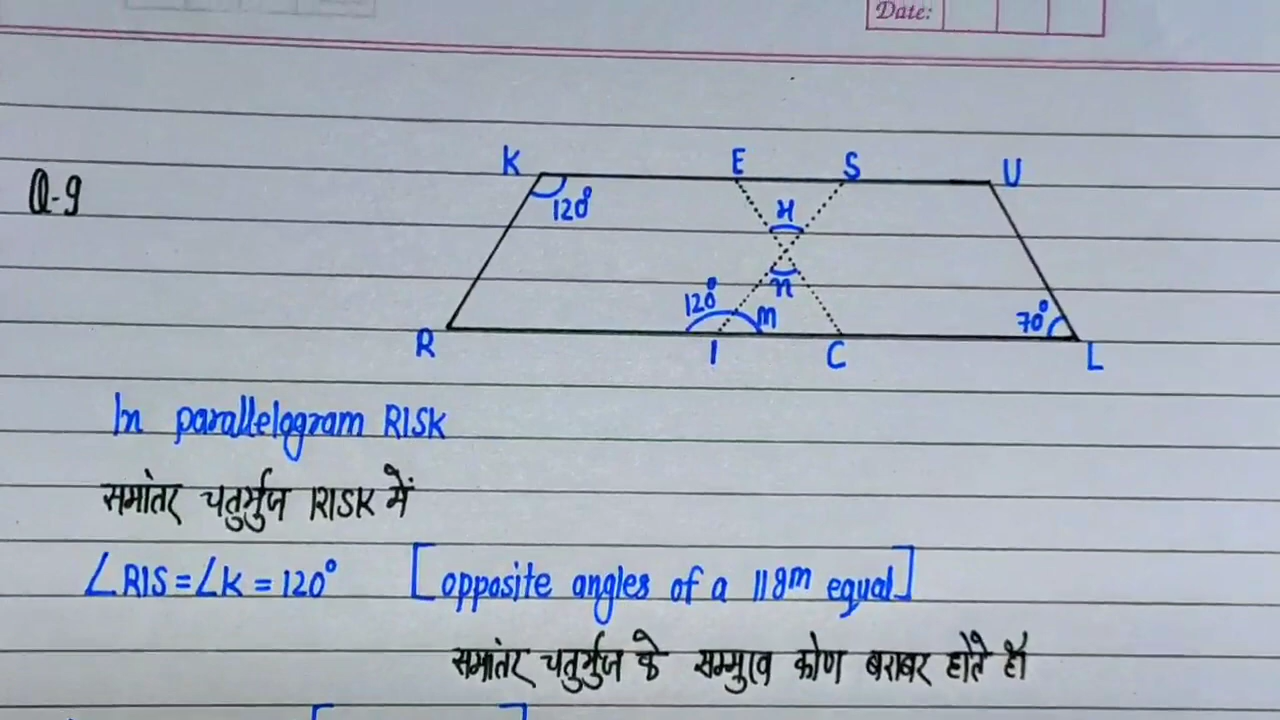 Date:
Q-9
K E S U
120° x
120° n m 70°
R I C L
In parallelogram RISK
समांतर चतुर्भुज RISK में
∠RIS = ∠K = 120° [opposite angles of a ||gm equal]
समांतर चतुर्भुज के सम्मुख कोण बराबर होते हैं